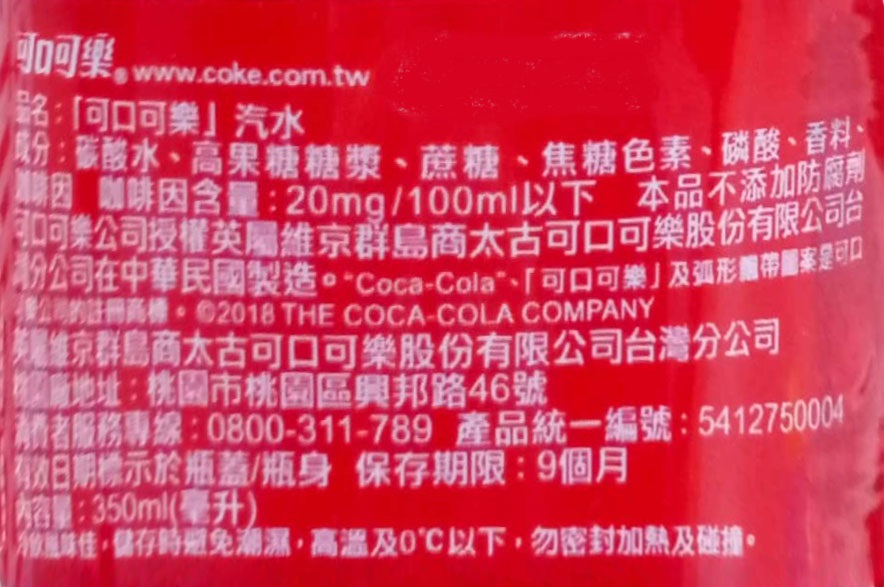 可口可樂® www.coke.com.tw
品名：「可口可樂」汽水
成分：碳酸水、高果糖糖漿、蔗糖、焦糖色素、磷酸、香料、
咖啡因 咖啡因含量：20mg/100ml以下 本品不添加防腐劑
可口可樂公司授權英屬維京群島商太古可口可樂股份有限公司台
灣分公司在中華民國製造。"Coca-Cola"、「可口可樂」及弧形飄帶圖案是可口
樂公司的註冊商標。©2018 THE COCA-COLA COMPANY
英屬維京群島商太古可口可樂股份有限公司台灣分公司
地址：桃園市桃園區興邦路46號
消費者服務專線：0800-311-789 產品統一編號：5412750004
有效日期標示於瓶蓋/瓶身 保存期限：9個月
內容量：350ml(毫升)
風味佳，儲存時避免潮濕，高溫及0°C以下，勿密封加熱及碰撞。